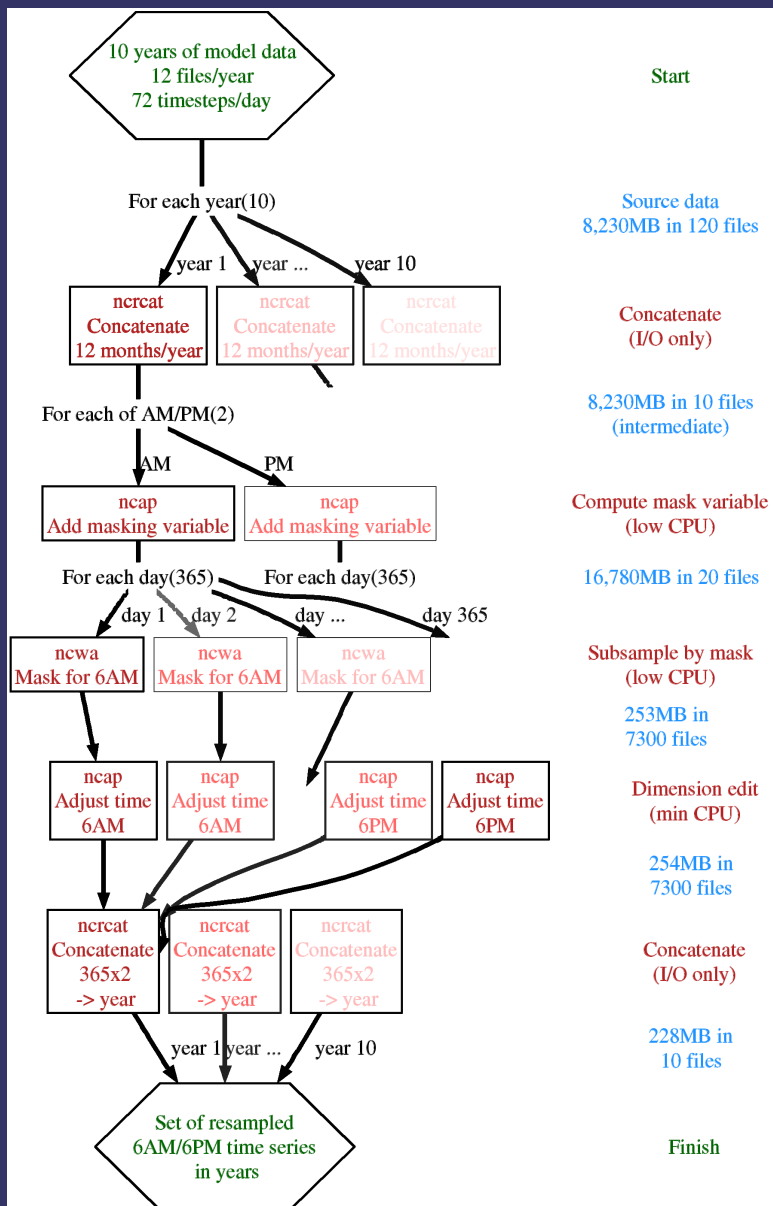 10 years of model data
12 files/year
72 timesteps/day
Start
For each year(10)
Source data
8,230MB in 120 files
year 1
year ...
year 10
ncrcat
Concatenate
12 months/year
ncrcat
Concatenate
12 months/year
ncrcat
Concatenate
12 months/year
Concatenate
(I/O only)
For each of AM/PM(2)
8,230MB in 10 files
(intermediate)
AM
PM
ncap
Add masking variable
ncap
Add masking variable
Compute mask variable
(low CPU)
For each day(365)
For each day(365)
16,780MB in 20 files
day 1
day 2
day ...
day 365
ncwa
Mask for 6AM
ncwa
Mask for 6AM
ncwa
Mask for 6AM
Subsample by mask
(low CPU)
253MB in
7300 files
ncap
Adjust time
6AM
ncap
Adjust time
6AM
ncap
Adjust time
6PM
ncap
Adjust time
6PM
Dimension edit
(min CPU)
254MB in
7300 files
ncrcat
Concatenate
365x2
-> year
ncrcat
Concatenate
365x2
-> year
ncrcat
Concatenate
365x2
-> year
Concatenate
(I/O only)
year 1
year ...
year 10
228MB in
10 files
Set of resampled
6AM/6PM time series
in years
Finish